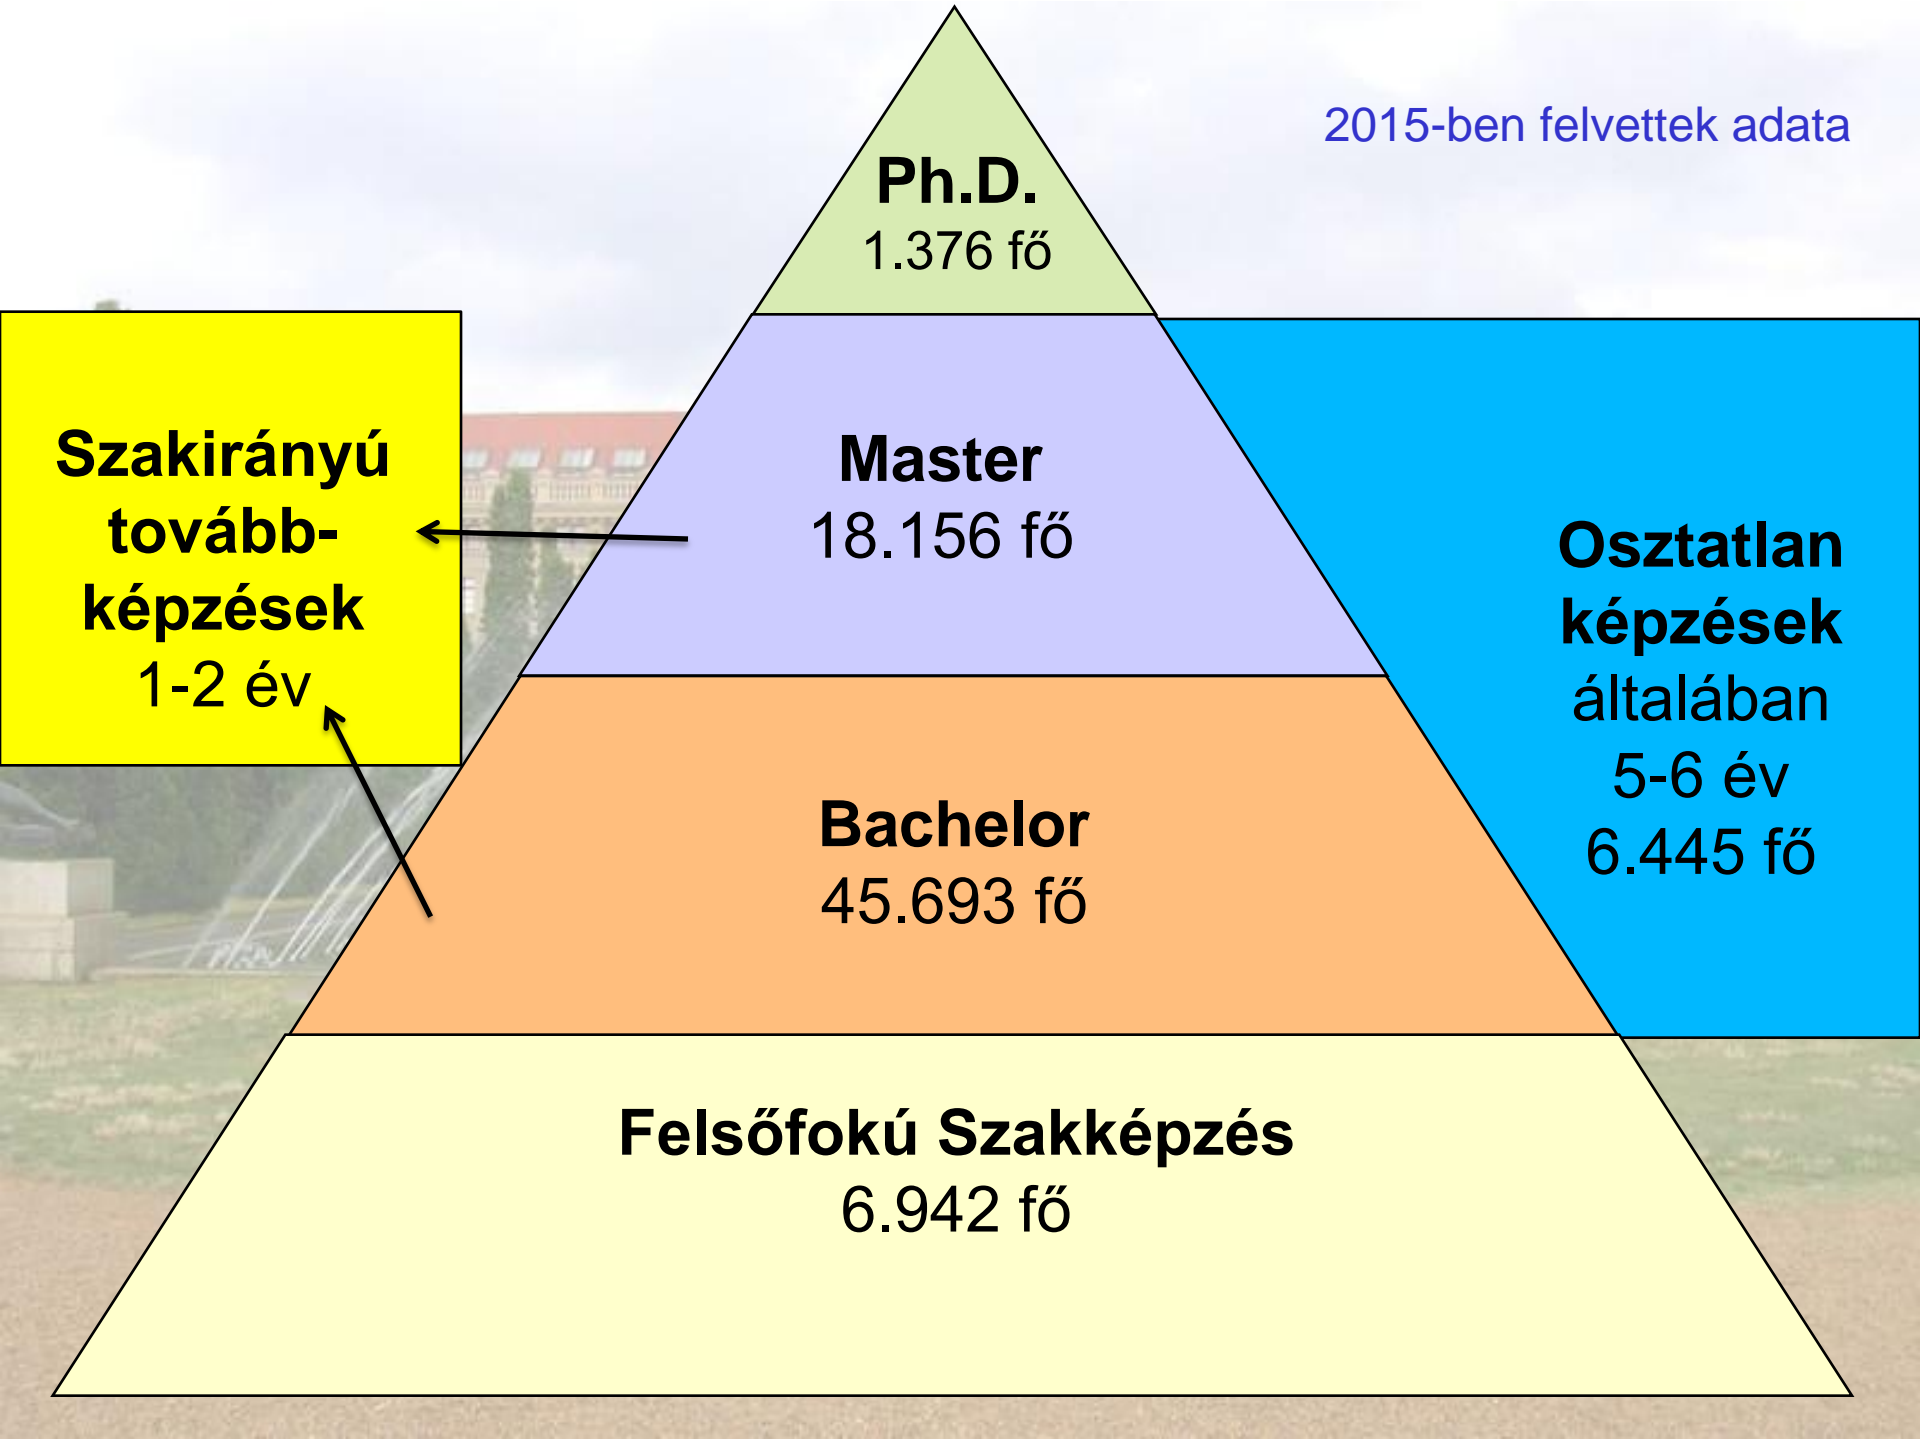 2015-ben felvettek adata
Ph.D.
1.376 fő
Szakirányú
tovább-
képzések
1-2 év
Master
18.156 fő
Osztatlan
képzések
általában
5-6 év
6.445 fő
Bachelor
45.693 fő
Felsőfokú Szakképzés
6.942 fő